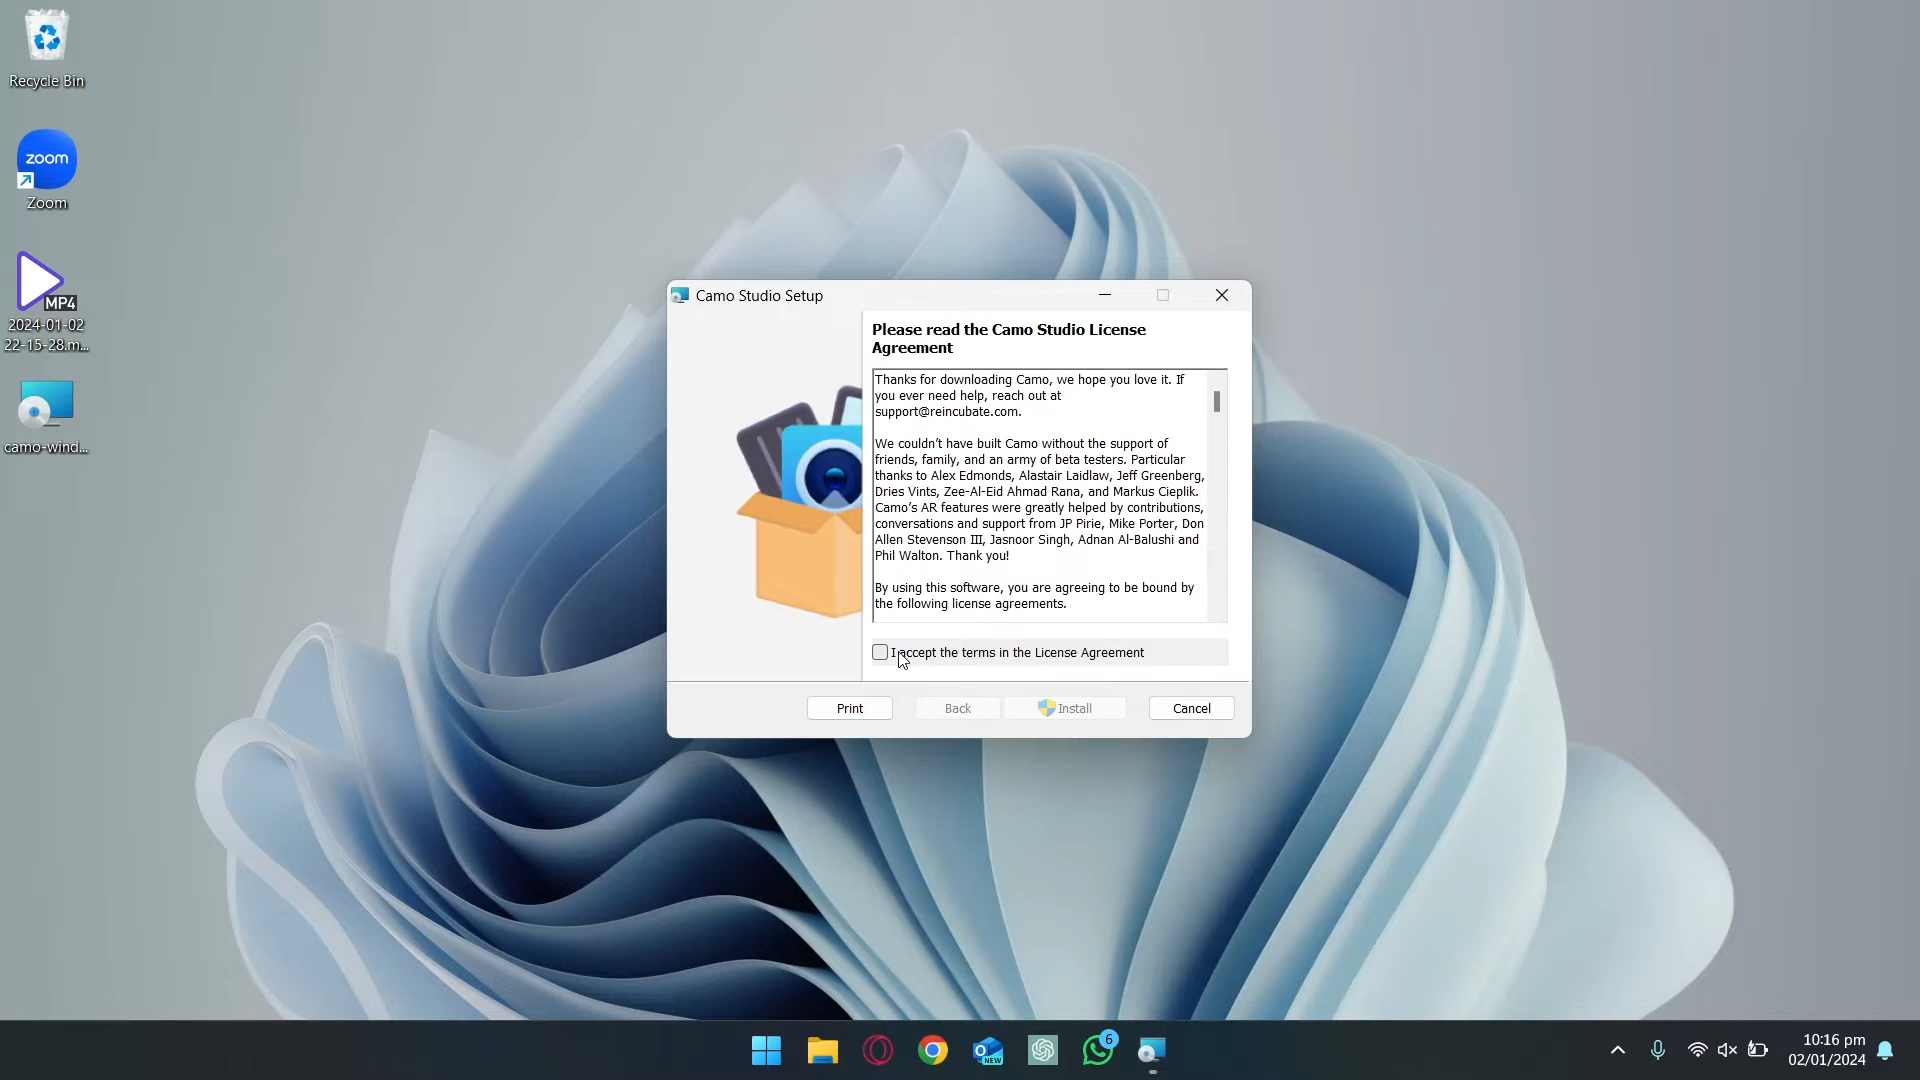 Recycle Bin
zoom
Zoom
MP4
2024-01-02
22-15-28.m...
camo-wind...
Camo Studio Setup
Please read the Camo Studio License
Agreement
Thanks for downloading Camo, we hope you love it. If
you ever need help, reach out at
support@reincubate.com.
We couldn’t have built Camo without the support of
friends, family, and an army of beta testers. Particular
thanks to Alex Edmonds, Alastair Laidlaw, Jeff Greenberg,
Dries Vints, Zee-Al-Eid Ahmad Rana, and Markus Cieplik.
Camo’s AR features were greatly helped by contributions,
conversations and support from JP Pirie, Mike Porter, Don
Allen Stevenson III, Jasnoor Singh, Adnan Al-Balushi and
Phil Walton. Thank you!
By using this software, you are agreeing to be bound by
the following license agreements.
I accept the terms in the License Agreement
Print
Back
Install
Cancel
NEW
6
10:16 pm
02/01/2024